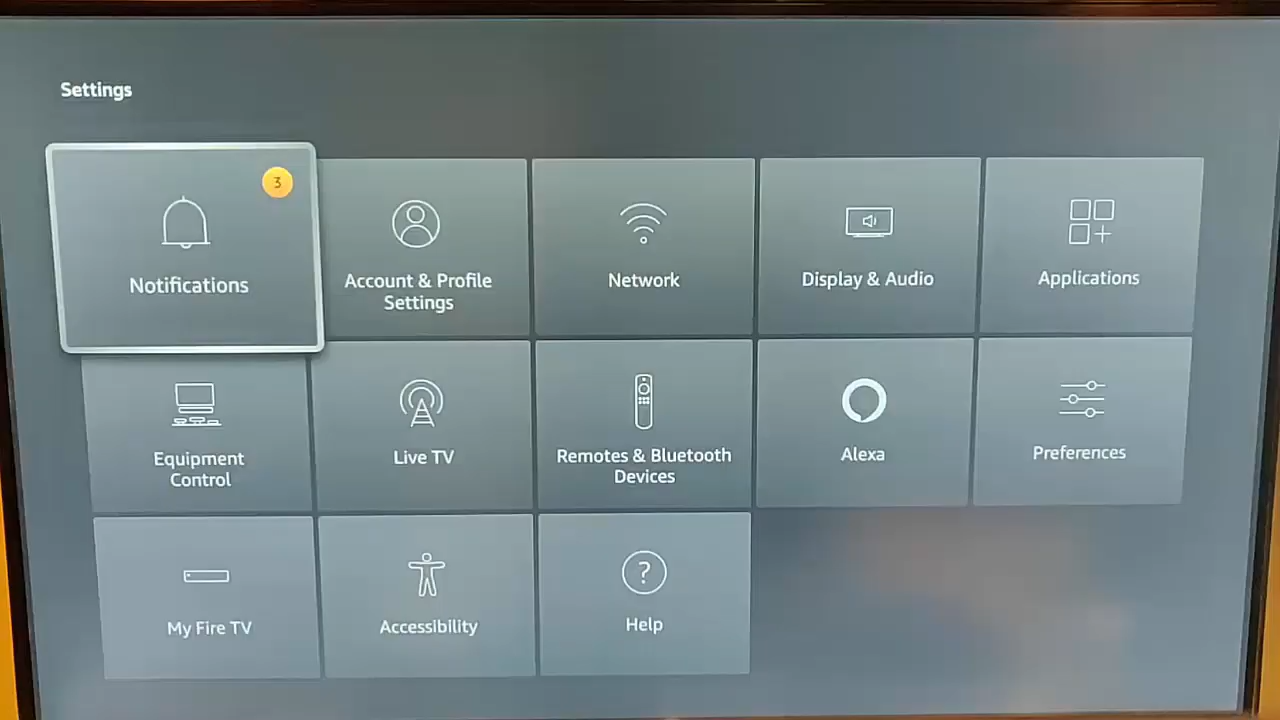 Settings
3
Notifications
Account & Profile
Settings
Network
Display & Audio
Applications
Equipment
Control
Live TV
Remotes & Bluetooth
Devices
Alexa
Preferences
My Fire TV
Accessibility
?
Help